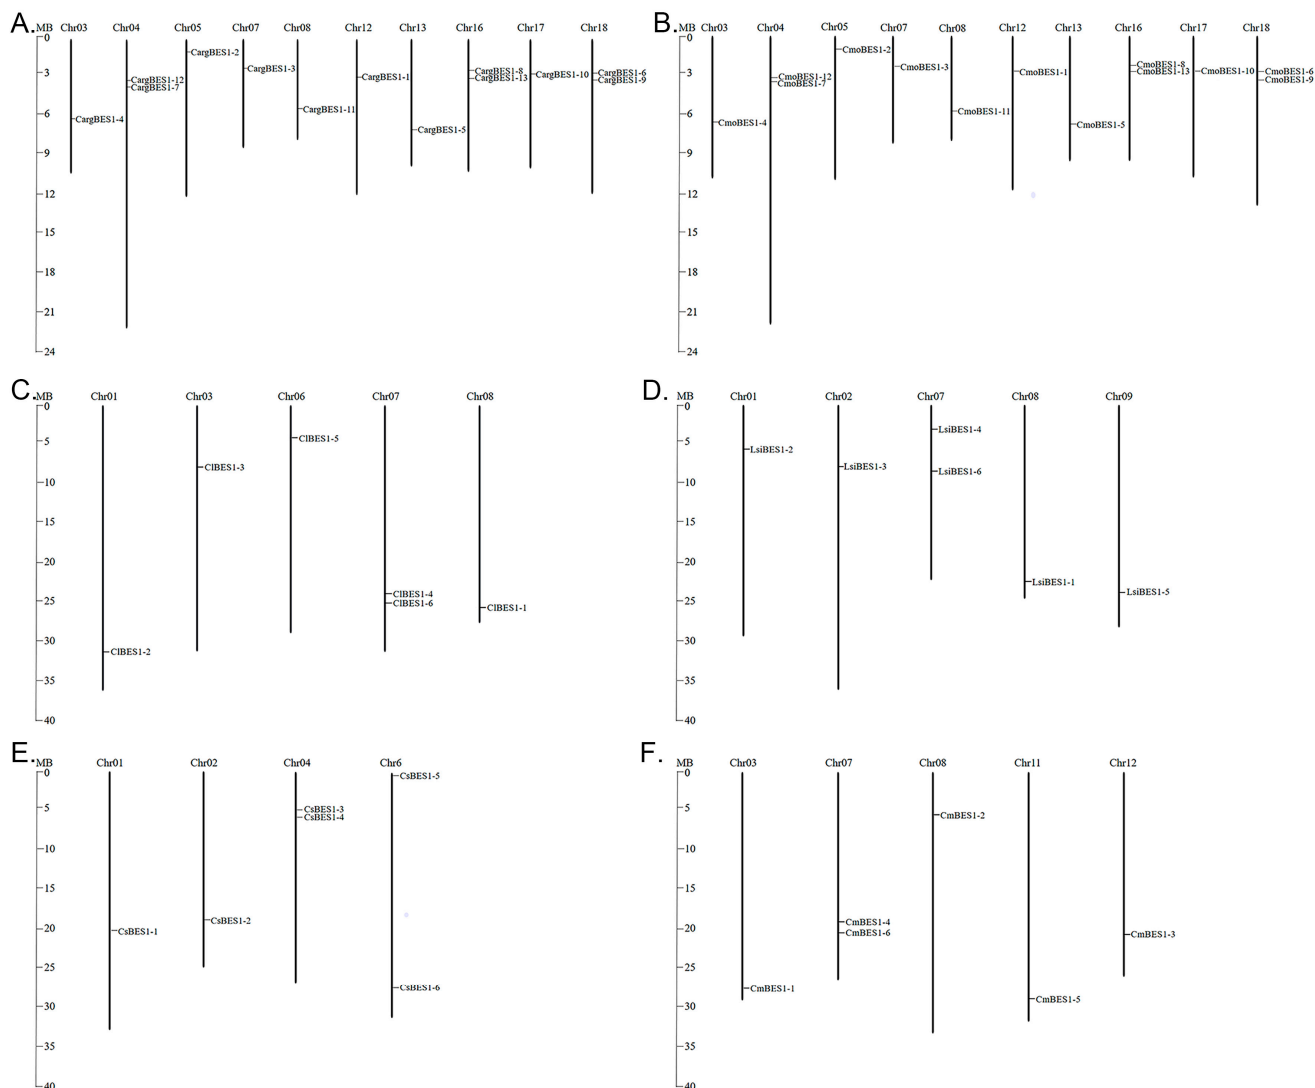 A.
MB Chr03 Chr04 Chr05 Chr07 Chr08 Chr12 Chr13 Chr16 Chr17 Chr18
0
3
6
9
12
15
18
21
24
CargBES1-4
CargBES1-12
CargBES1-7
CargBES1-2
CargBES1-3
CargBES1-11
CargBES1-1
CargBES1-5
CargBES1-8
CargBES1-13
CargBES1-10
CargBES1-6
CargBES1-9
B.
MB Chr03 Chr04 Chr05 Chr07 Chr08 Chr12 Chr13 Chr16 Chr17 Chr18
0
3
6
9
12
15
18
21
24
CmoBES1-4
CmoBES1-12
CmoBES1-7
CmoBES1-2
CmoBES1-3
CmoBES1-11
CmoBES1-1
CmoBES1-5
CmoBES1-8
CmoBES1-13
CmoBES1-10
CmoBES1-6
CmoBES1-9
C.
MB Chr01 Chr03 Chr06 Chr07 Chr08
0
5
10
15
20
25
30
35
40
ClBES1-2
ClBES1-3
ClBES1-5
ClBES1-4
ClBES1-6
ClBES1-1
D.
MB Chr01 Chr02 Chr07 Chr08 Chr09
0
5
10
15
20
25
30
35
40
LsiBES1-2
LsiBES1-3
LsiBES1-4
LsiBES1-6
LsiBES1-1
LsiBES1-5
E.
MB Chr01 Chr02 Chr04 Chr6
0
5
10
15
20
25
30
35
40
CsBES1-1
CsBES1-2
CsBES1-3
CsBES1-4
CsBES1-5
CsBES1-6
F.
MB Chr03 Chr07 Chr08 Chr11 Chr12
0
5
10
15
20
25
30
35
40
CmBES1-1
CmBES1-4
CmBES1-6
CmBES1-2
CmBES1-5
CmBES1-3